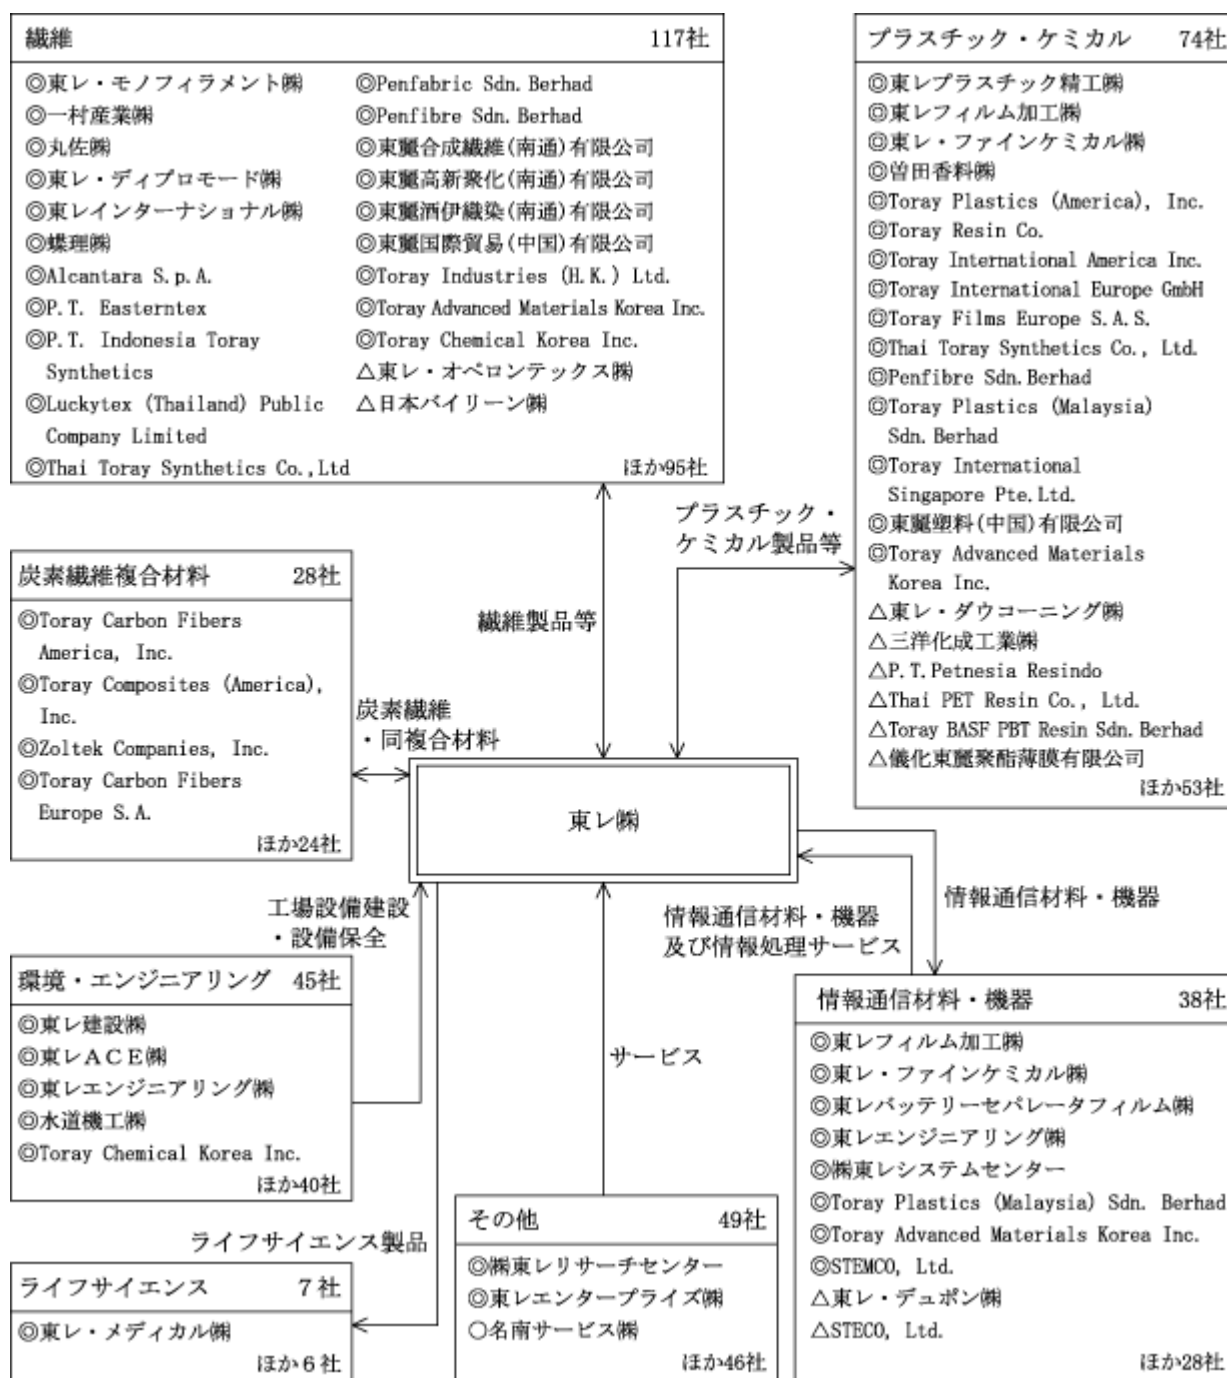 繊維 117社
◎東レ・モノフィラメント㈱
◎一村産業㈱
◎丸佐㈱
◎東レ・ディプロモード㈱
◎東レインターナショナル㈱
◎蝶理㈱
◎Alcantara S.p.A.
◎P.T. Easterntex
◎P.T. Indonesia Toray
Synthetics
◎Luckytex (Thailand) Public
Company Limited
◎Thai Toray Synthetics Co.,Ltd
◎Penfabric Sdn. Berhad
◎Penfibre Sdn. Berhad
◎東麗合成繊維(南通)有限公司
◎東麗高新聚化(南通)有限公司
◎東麗酒伊織染(南通)有限公司
◎東麗国際貿易(中国)有限公司
◎Toray Industries (H.K.) Ltd.
◎Toray Advanced Materials Korea Inc.
◎Toray Chemical Korea Inc.
△東レ・オペロンテックス㈱
△日本バイリーン㈱
ほか95社
プラスチック・ケミカル 74社
◎東レプラスチック精工㈱
◎東レフィルム加工㈱
◎東レ・ファインケミカル㈱
◎曽田香料㈱
◎Toray Plastics (America), Inc.
◎Toray Resin Co.
◎Toray International America Inc.
◎Toray International Europe GmbH
◎Toray Films Europe S.A.S.
◎Thai Toray Synthetics Co., Ltd.
◎Penfibre Sdn.Berhad
◎Toray Plastics (Malaysia)
Sdn. Berhad
◎Toray International
Singapore Pte.Ltd.
◎東麗塑料(中国)有限公司
◎Toray Advanced Materials
Korea Inc.
△東レ・ダウコーニング㈱
△三洋化成工業㈱
△P.T.Petnesia Resindo
△Thai PET Resin Co., Ltd.
△Toray BASF PBT Resin Sdn.Berhad
△儀化東麗聚酯薄膜有限公司
ほか53社
プラスチック・
ケミカル製品等
繊維製品等
炭素繊維複合材料 28社
◎Toray Carbon Fibers
America, Inc.
◎Toray Composites (America),
Inc.
◎Zoltek Companies, Inc.
◎Toray Carbon Fibers
Europe S.A.
ほか24社
炭素繊維
・同複合材料
東レ㈱
工場設備建設
・設備保全
情報通信材料・機器
及び情報処理サービス
情報通信材料・機器
環境・エンジニアリング 45社
◎東レ建設㈱
◎東レACE㈱
◎東レエンジニアリング㈱
◎水道機工㈱
◎Toray Chemical Korea Inc.
ほか40社
サービス
情報通信材料・機器 38社
◎東レフィルム加工㈱
◎東レ・ファインケミカル㈱
◎東レバッテリーセパレータフィルム㈱
◎東レエンジニアリング㈱
◎㈱東レシステムセンター
◎Toray Plastics (Malaysia) Sdn. Berhad
◎Toray Advanced Materials Korea Inc.
◎STEMCO, Ltd.
△東レ・デュポン㈱
△STECO, Ltd.
ほか28社
ライフサイエンス製品
ライフサイエンス 7社
◎東レ・メディカル㈱
ほか6社
その他 49社
◎㈱東レリサーチセンター
◎東レエンタープライズ㈱
○名南サービス㈱
ほか46社